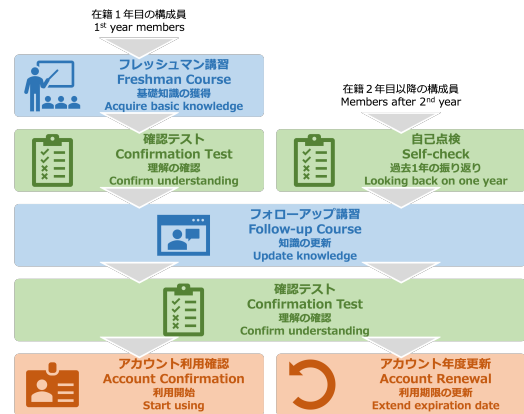 在籍１年目の構成員
1st year members
フレッシュマン講習
Freshman Course
基礎知識の獲得
Acquire basic knowledge
在籍２年目以降の構成員
Members after 2nd year
確認テスト
Confirmation Test
理解の確認
Confirm understanding
自己点検
Self-check
過去1年の振り返り
Looking back on one year
フォローアップ講習
Follow-up Course
知識の更新
Update knowledge
確認テスト
Confirmation Test
理解の確認
Confirm understanding
アカウント利用確認
Account Confirmation
利用開始
Start using
アカウント年度更新
Account Renewal
利用期限の更新
Extend expiration date